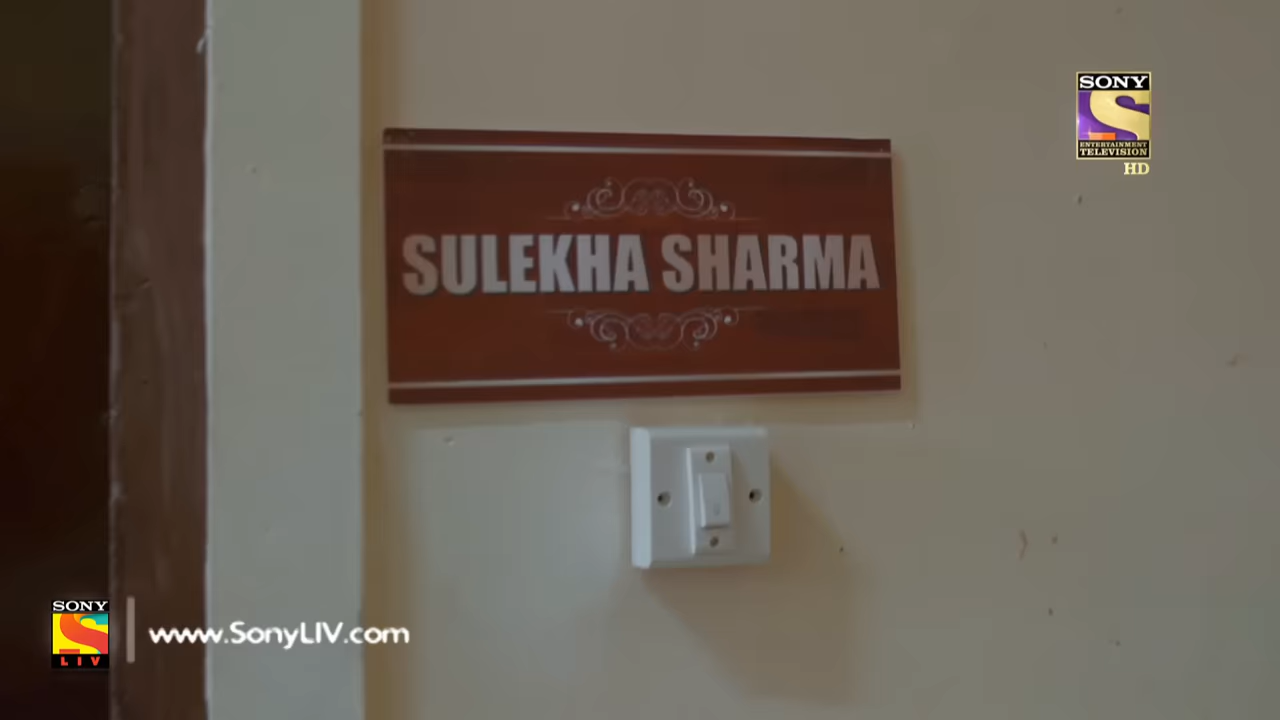 SONY
ENTERTAINMENT
TELEVISION
HD
SULEKHA SHARMA
SONY
LIV
www.SonyLIV.com